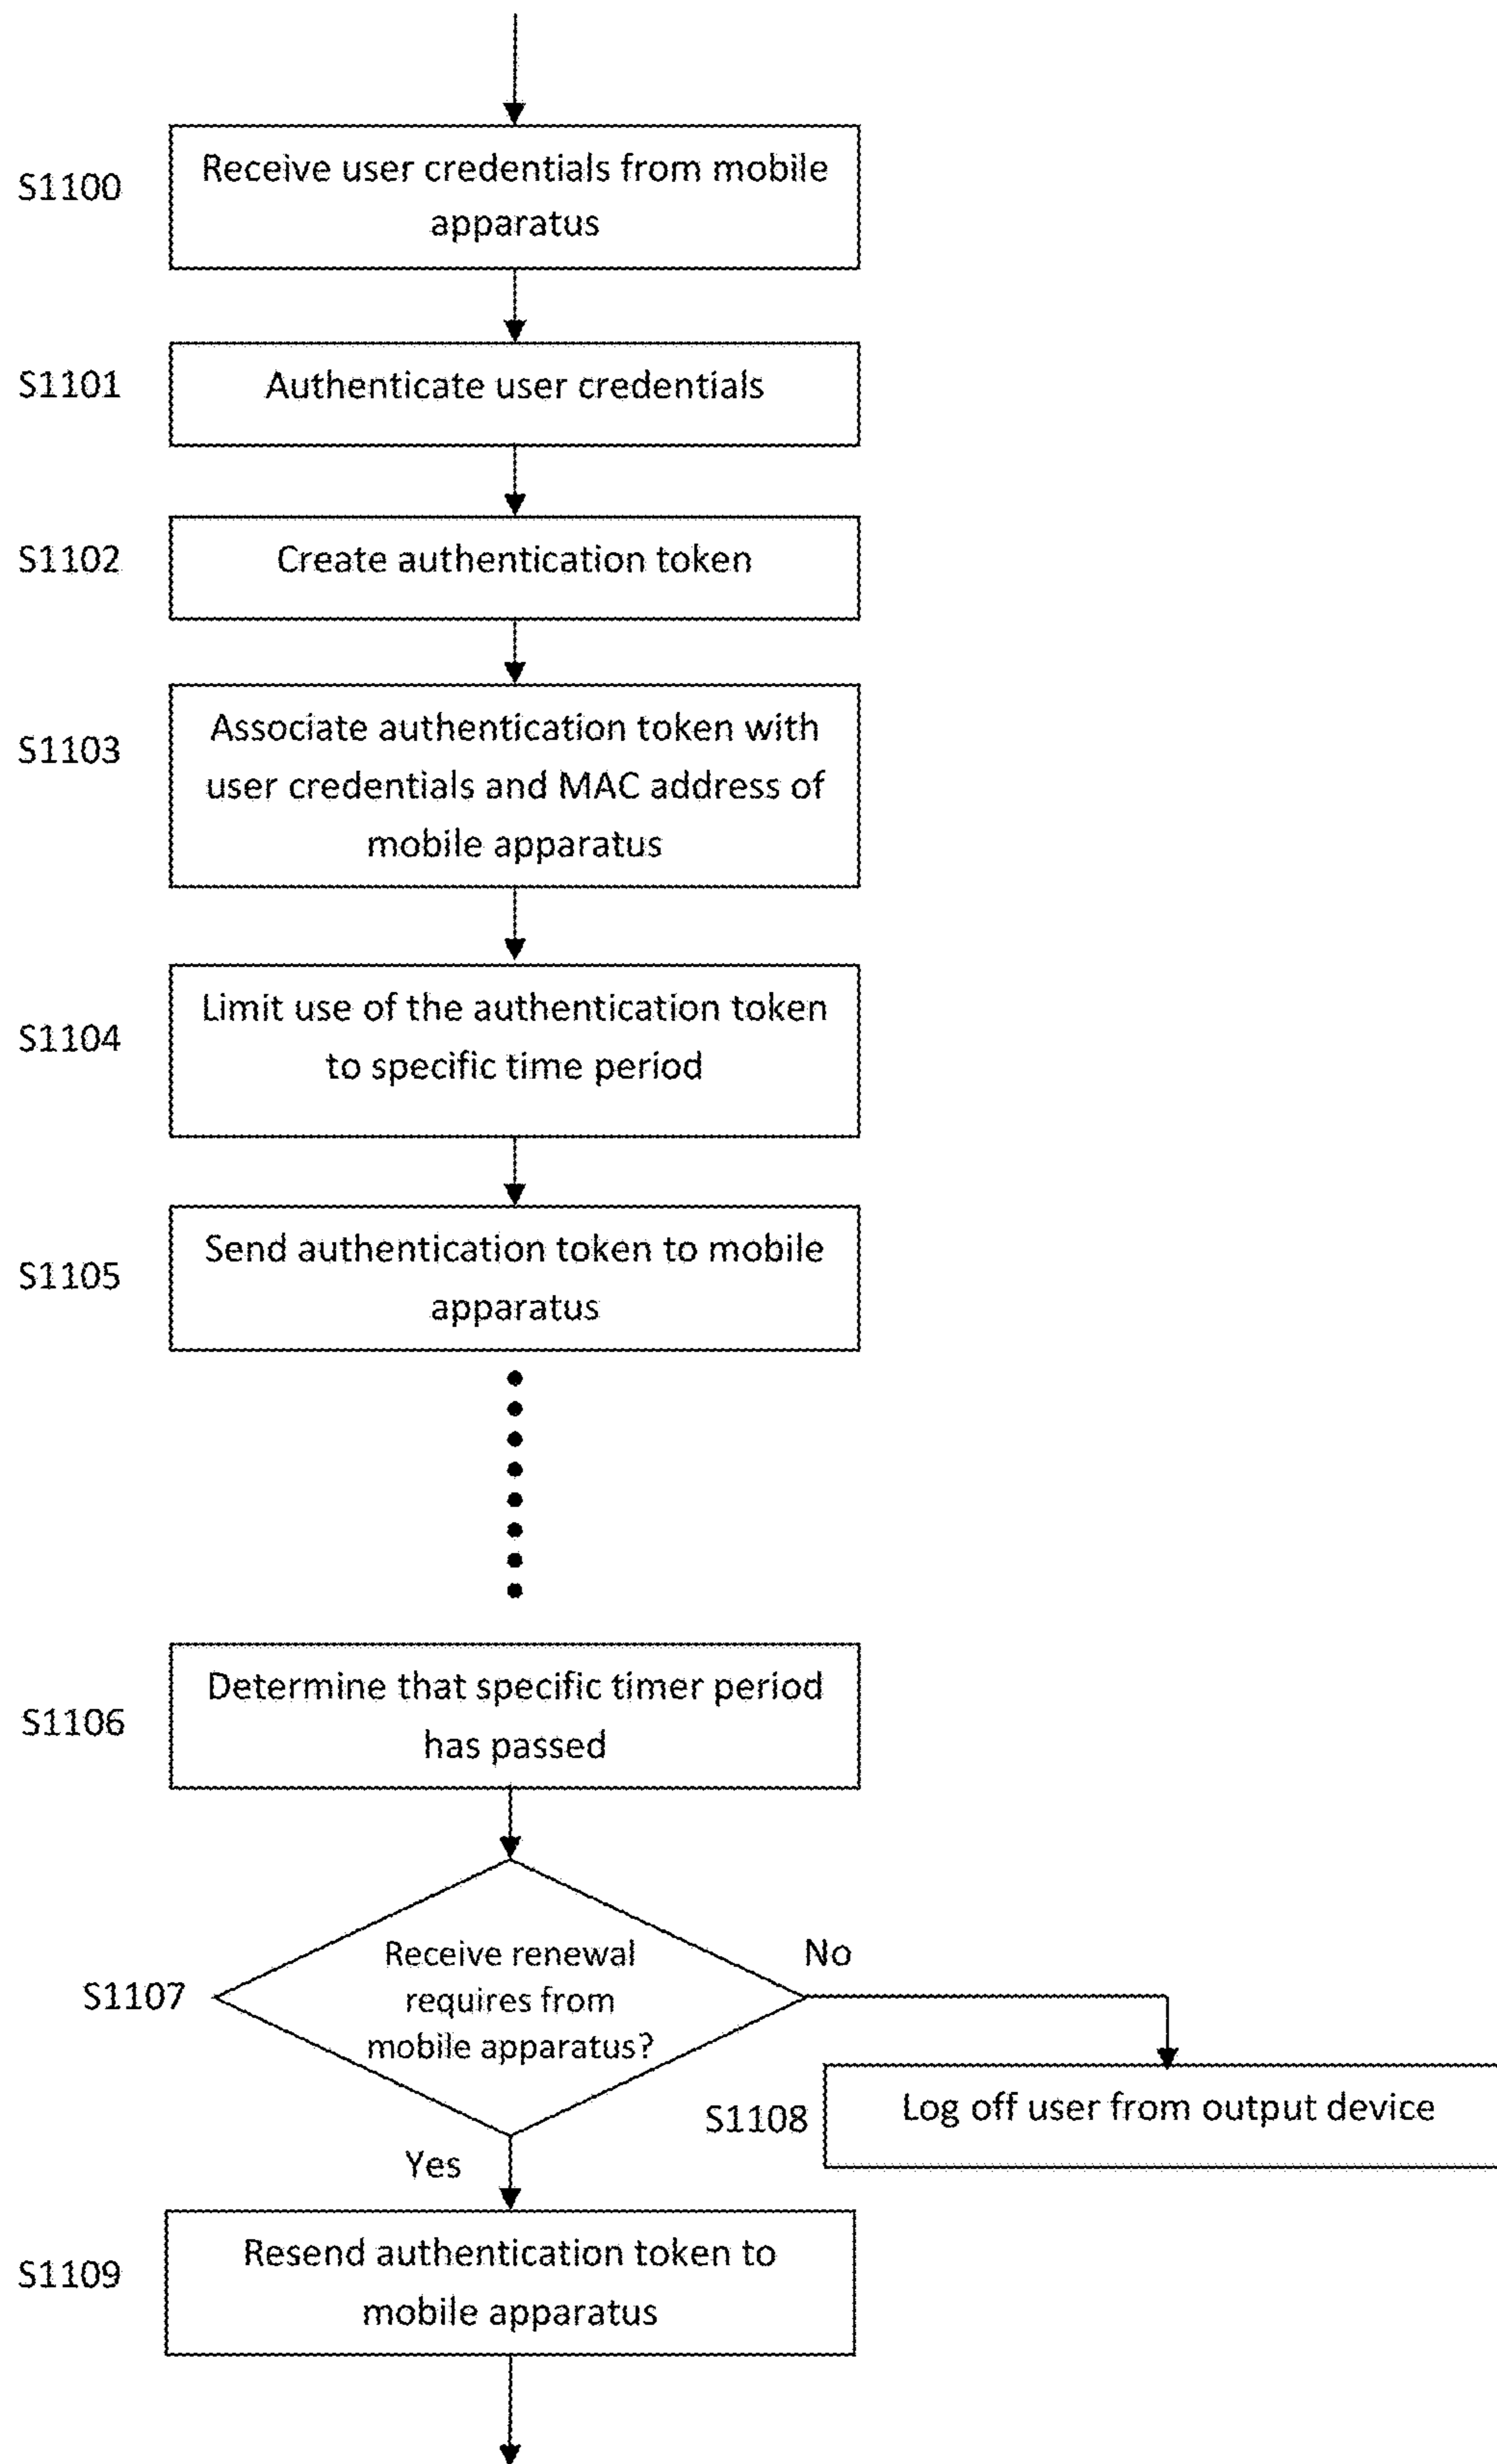 S1100
Receive user credentials from mobile
apparatus
S1101
Authenticate user credentials
S1102
Create authentication token
S1103
Associate authentication token with
user credentials and MAC address of
mobile apparatus
S1104
Limit use of the authentication token
to specific time period
S1105
Send authentication token to mobile
apparatus
S1106
Determine that specific timer period
has passed
S1107
Receive renewal
requires from
mobile apparatus?
No
S1108
Log off user from output device
Yes
S1109
Resend authentication token to
mobile apparatus